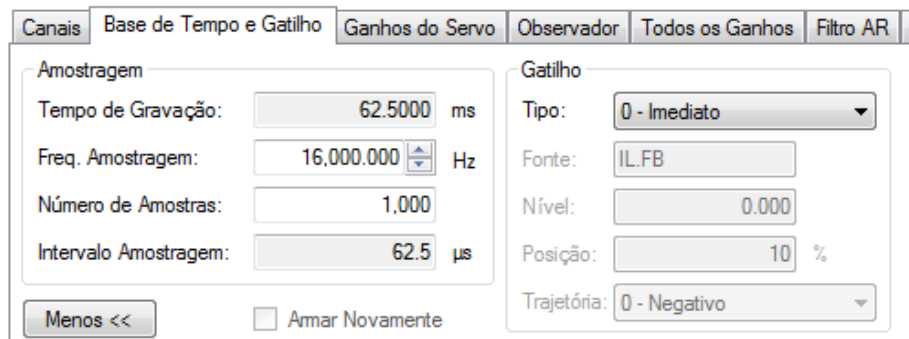 Canais Base de Tempo e Gatilho Ganhos do Servo Observador Todos os Ganhos Filtro AR
Amostragem
Tempo de Gravação: 62.5000 ms
Freq. Amostragem: 16,000.000 Hz
Número de Amostras: 1,000
Intervalo Amostragem: 62.5 µs
Menos << Armar Novamente
Gatilho
Tipo: 0 - Imediato
Fonte: IL.FB
Nível: 0.000
Posição: 10 %
Trajetória: 0 - Negativo